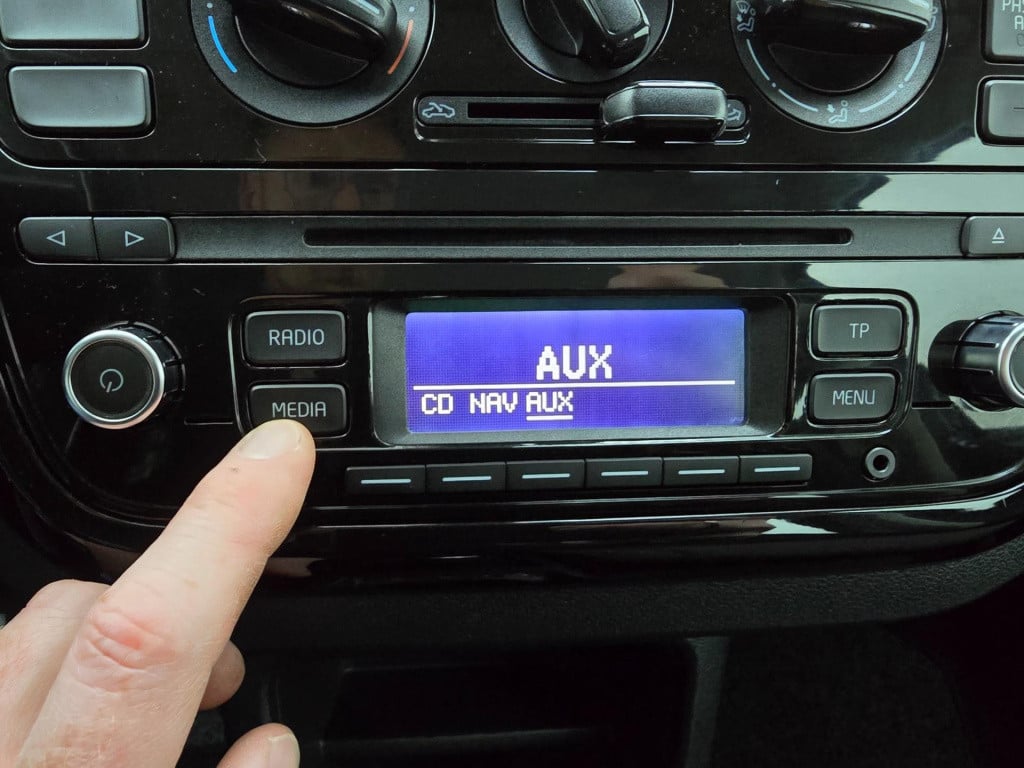 RADIO
MEDIA
AUX
CD NAV AUX
TP
MENU